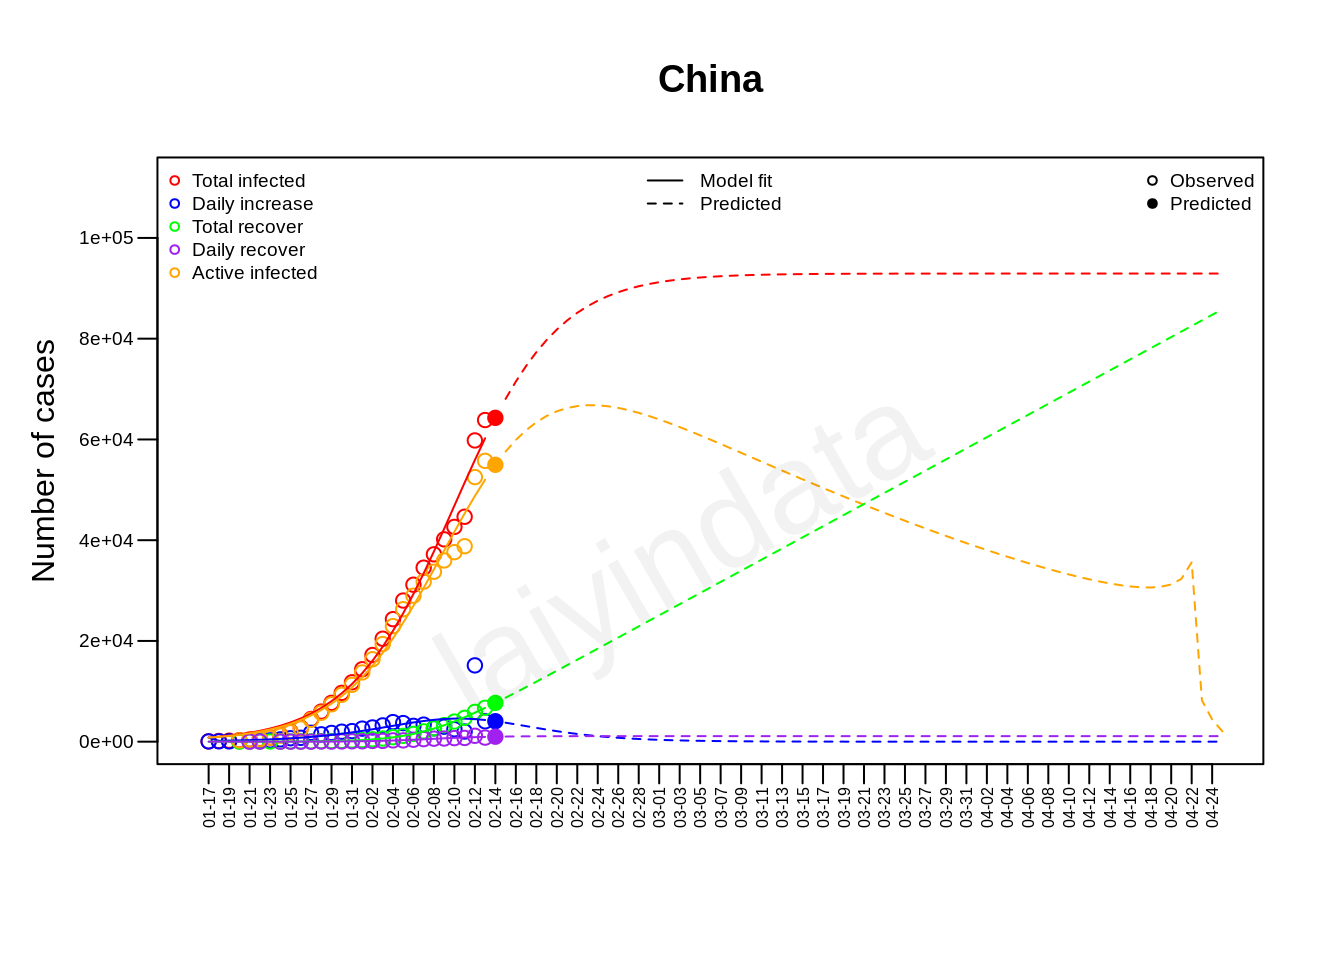 China
Total infected
Daily increase
Total recover
Daily recover
Active infected
Model fit
Predicted
Observed
Predicted
Number of cases
1e+05
8e+04
6e+04
4e+04
2e+04
0e+00
laiyindata
01-17
01-19
01-21
01-23
01-25
01-27
01-29
01-31
02-02
02-04
02-06
02-08
02-10
02-12
02-14
02-16
02-18
02-20
02-22
02-24
02-26
02-28
03-01
03-03
03-05
03-07
03-09
03-11
03-13
03-15
03-17
03-19
03-21
03-23
03-25
03-27
03-29
03-31
04-02
04-04
04-06
04-08
04-10
04-12
04-14
04-16
04-18
04-20
04-22
04-24